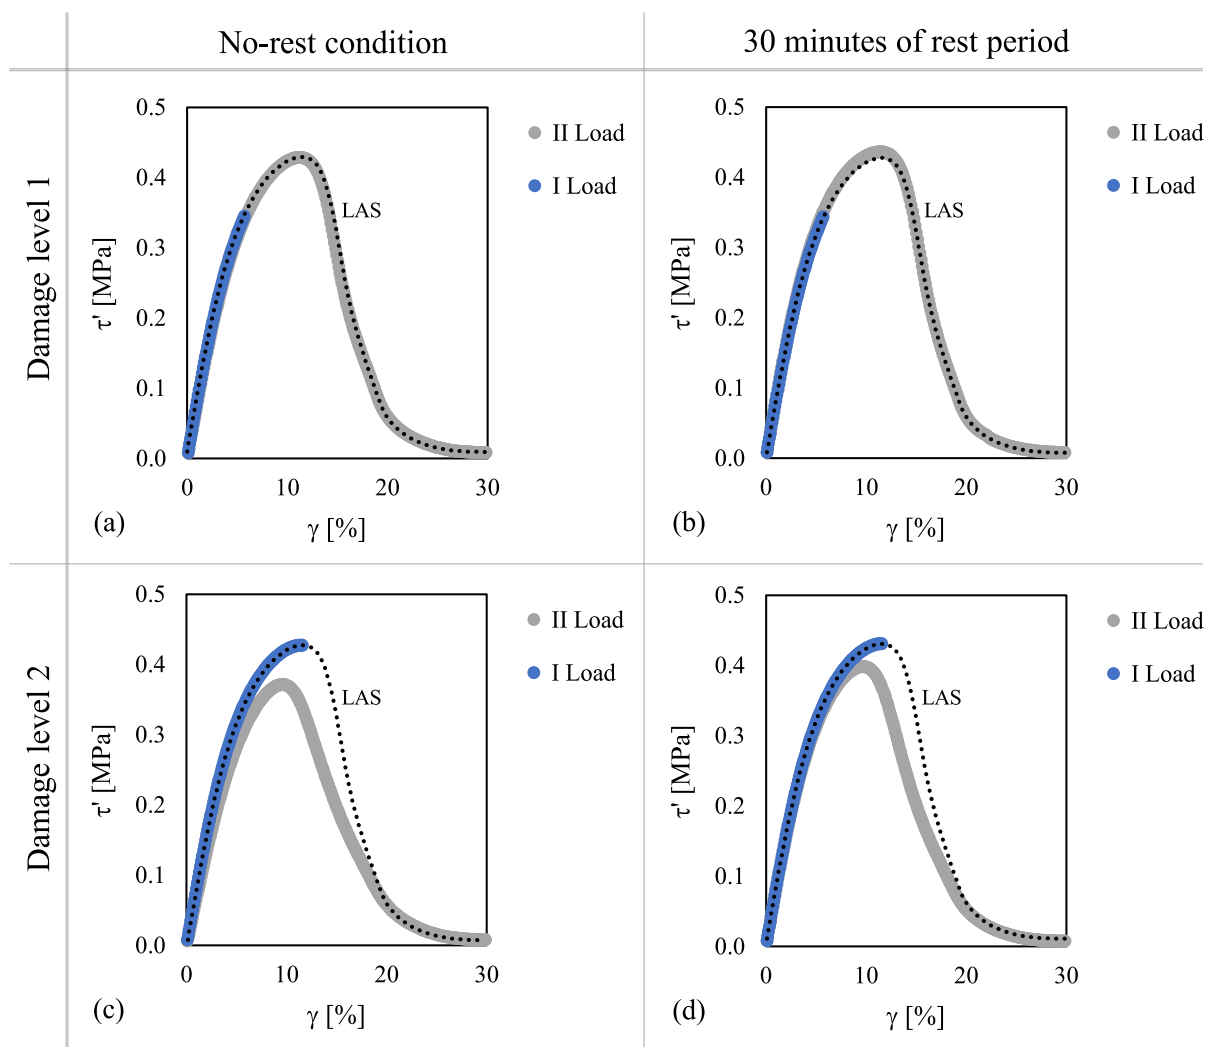 No-rest condition
30 minutes of rest period
Damage level 1
0.5
0.4
0.3
0.2
0.1
0.0
τ' [MPa]
0
10
20
30
γ [%]
LAS
II Load
I Load
(a)
0.5
0.4
0.3
0.2
0.1
0.0
τ' [MPa]
0
10
20
30
γ [%]
LAS
II Load
I Load
(b)
Damage level 2
0.5
0.4
0.3
0.2
0.1
0.0
τ' [MPa]
0
10
20
30
γ [%]
LAS
II Load
I Load
(c)
0.5
0.4
0.3
0.2
0.1
0.0
τ' [MPa]
0
10
20
30
γ [%]
LAS
II Load
I Load
(d)